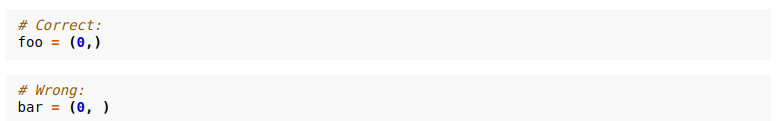 # Correct:
foo = (0,)
# Wrong:
bar = (0, )